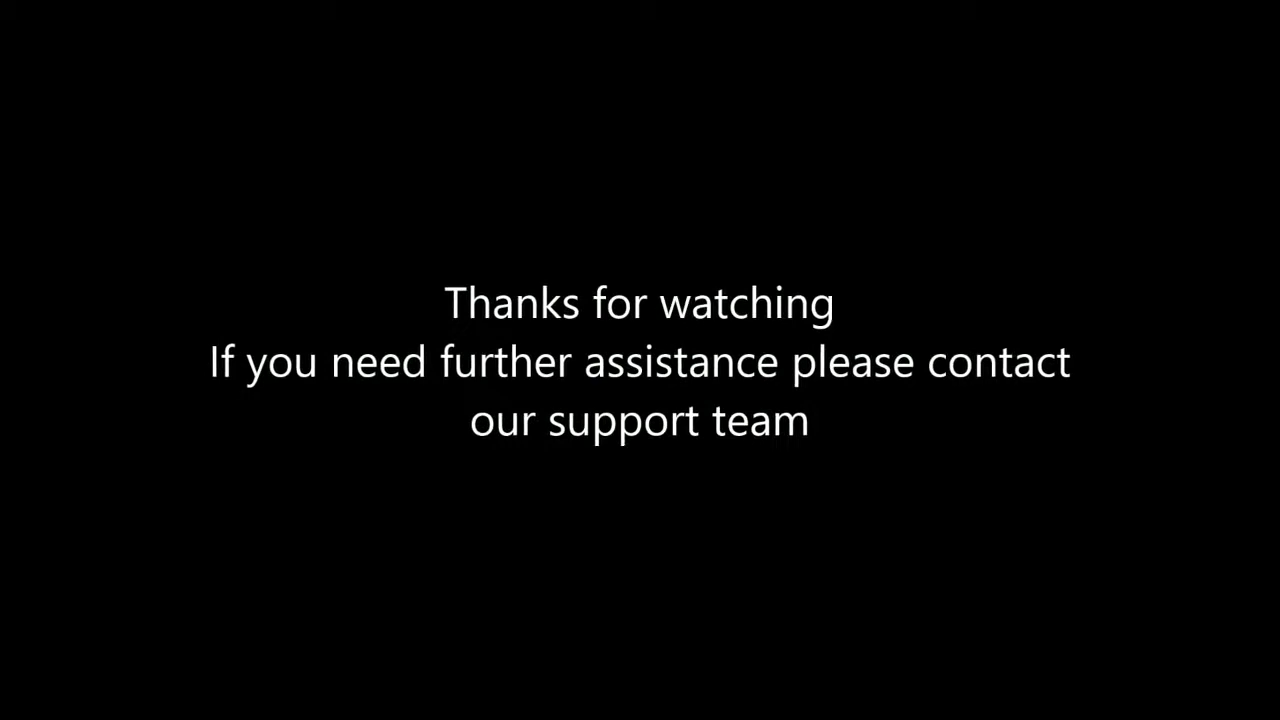 Thanks for watching
If you need further assistance please contact
our support team